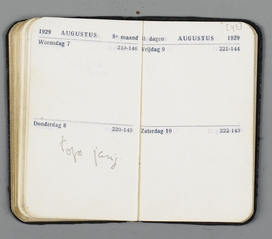 1929 AUGUSTUS 8e maand
Woensdag 7 219-146
Donderdag 8 220-145
31 dagen AUGUSTUS 1929
Vrijdag 9 221-144
Zaterdag 10 222-143